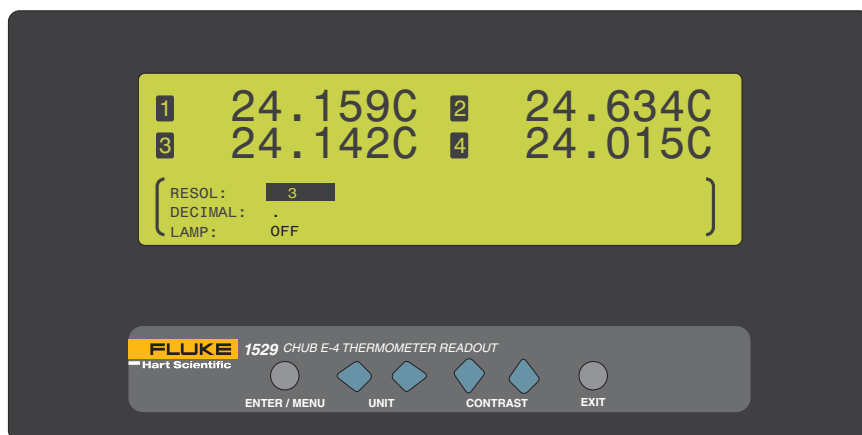 1 24.159C 2 24.634C
3 24.142C 4 24.015C
RESOL: 3
DECIMAL: .
LAMP: OFF
FLUKE 1529 CHUB E-4 THERMOMETER READOUT
Hart Scientific
ENTER / MENU UNIT CONTRAST EXIT